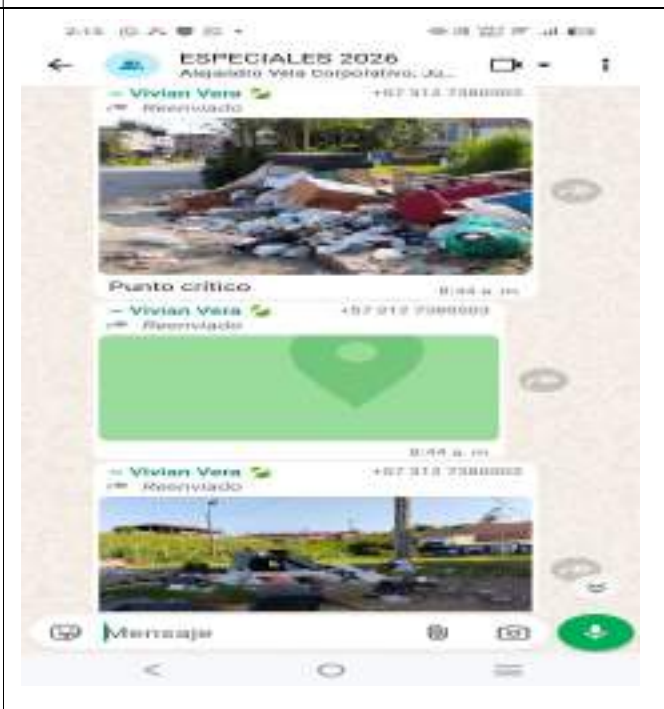 ESPECIALES 2026
Alejandro Vela Corporativo, Ju...
~ Vivian Vera
Reenviado
Punto crítico
8:44 a. m.
~ Vivian Vera
Reenviado
8:44 a. m.
~ Vivian Vera
Reenviado
Mensaje